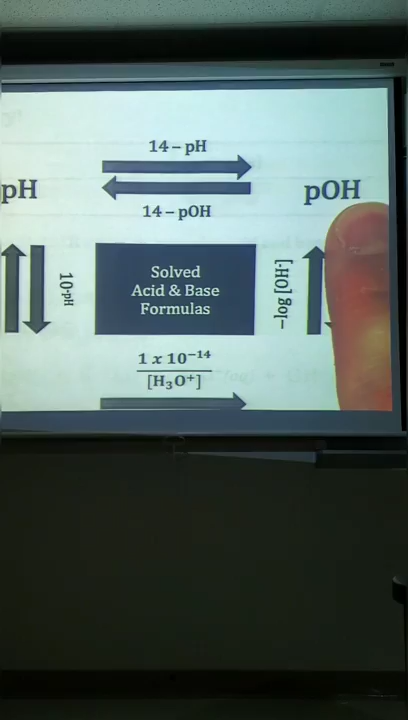 14 – pH
pH
pOH
14 – pOH
10-pH
Solved
Acid & Base
Formulas
–log [OH-]
1 x 10⁻¹⁴
[H₃O⁺]